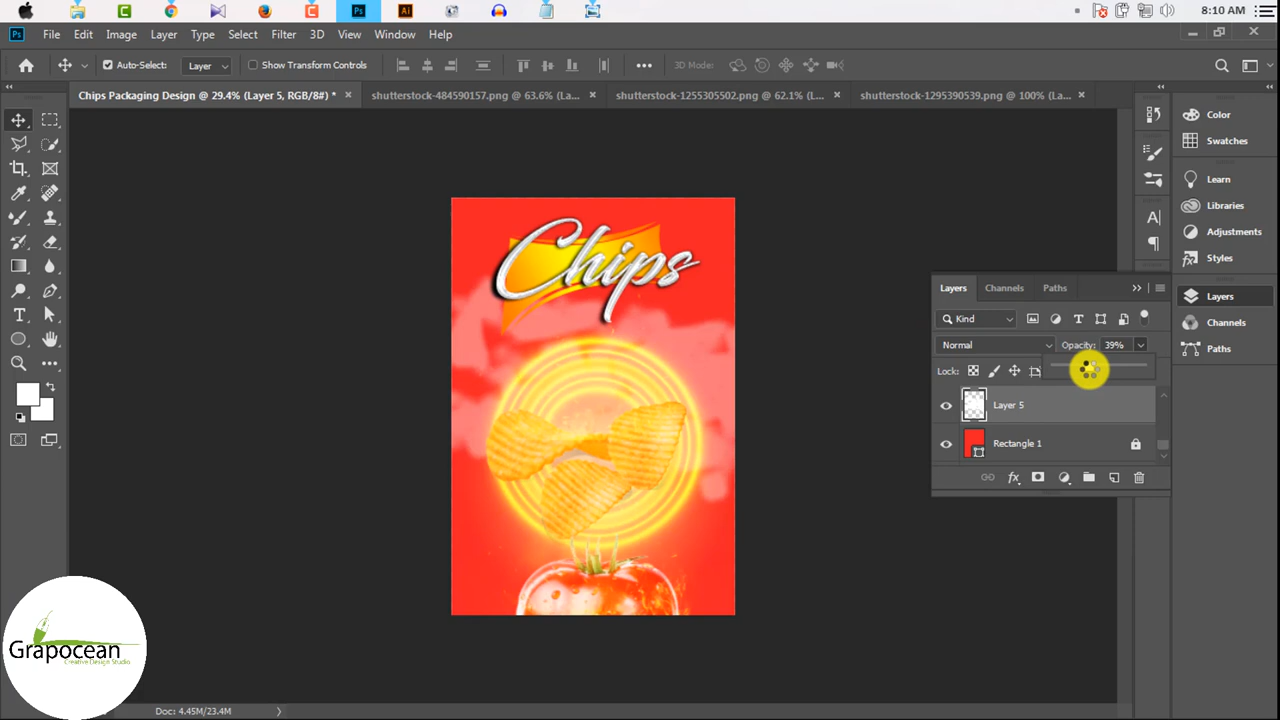 8:10 AM
Ps File Edit Image Layer Type Select Filter 3D View Window Help
Auto-Select: Layer Show Transform Controls 3D Mode:
Chips Packaging Design @ 29.4% (Layer 5, RGB/8#) * shutterstock-484590157.png @ 63.6% (La... shutterstock-1255305502.png @ 62.1% (L... shutterstock-1295390539.png @ 100% (L...
Color
Swatches
Learn
Libraries
Adjustments
Styles
Layers
Channels
Paths
Layers Channels Paths
Kind
Normal Opacity: 39%
Lock:
Layer 5
Rectangle 1
fx
Chips
Grapocean
Creative Design Studio
Doc: 4.45M/23.4M